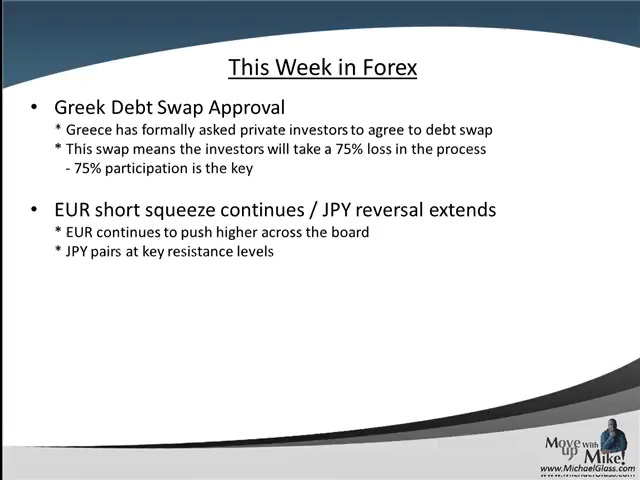 This Week in Forex
• Greek Debt Swap Approval
* Greece has formally asked private investors to agree to debt swap
* This swap means the investors will take a 75% loss in the process
- 75% participation is the key
• EUR short squeeze continues / JPY reversal extends
* EUR continues to push higher across the board
* JPY pairs at key resistance levels
Move up With Mike!
www.MichaelGlass.com